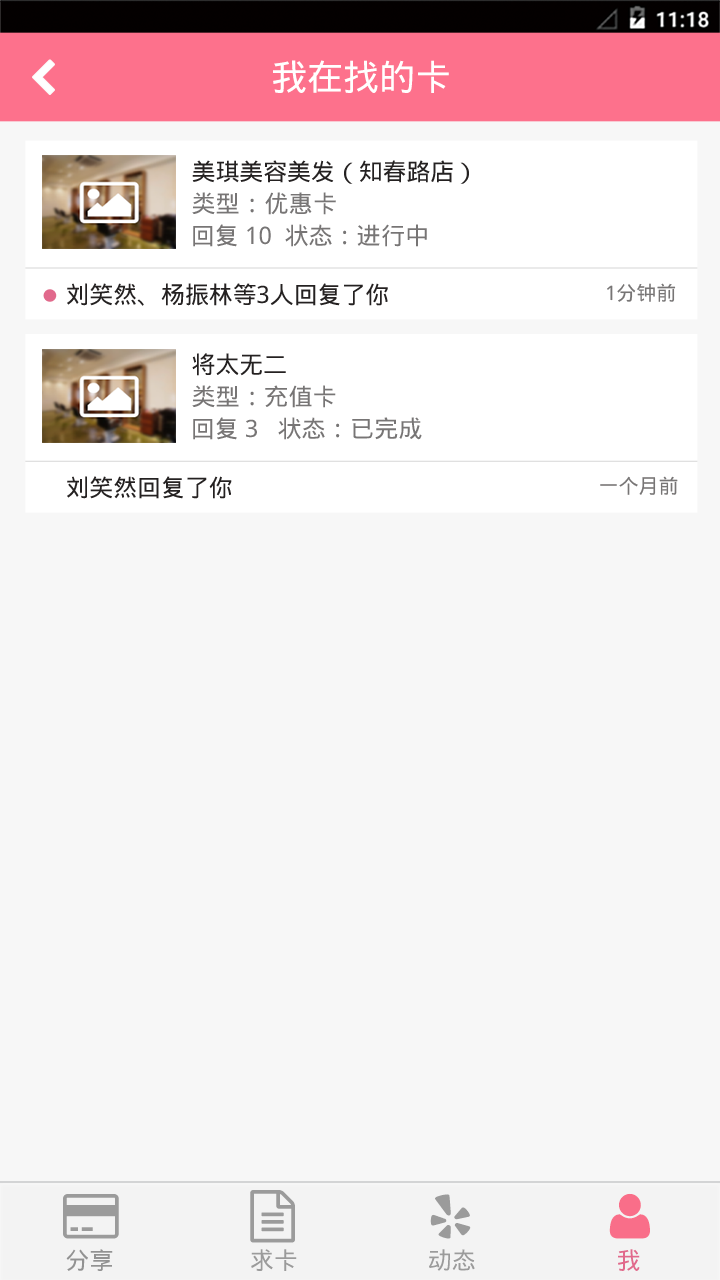 11:18
我在找的卡
美琪美容美发（知春路店）
类型：优惠卡
回复 10 状态：进行中
刘笑然、杨振林等3人回复了你 1分钟前
将太无二
类型：充值卡
回复 3 状态：已完成
刘笑然回复了你 一个月前
分享 求卡 动态 我